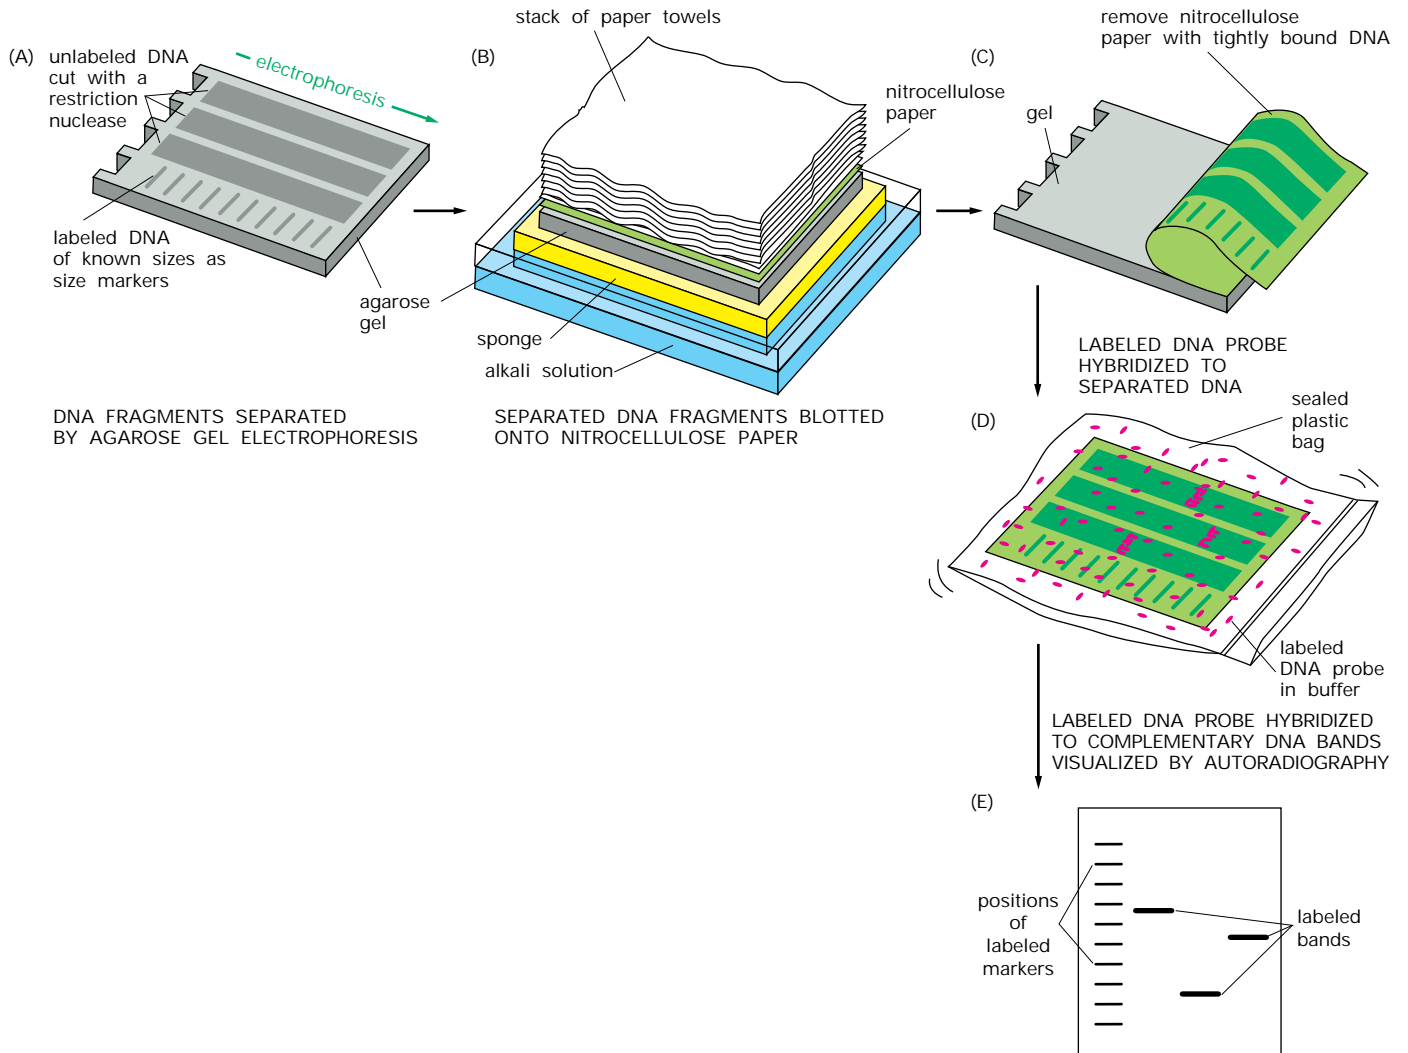 (A)
unlabeled DNA
cut with a
restriction
nuclease
electrophoresis
labeled DNA
of known sizes as
size markers
DNA FRAGMENTS SEPARATED
BY AGAROSE GEL ELECTROPHORESIS
(B)
stack of paper towels
nitrocellulose
paper
agarose
gel
sponge
alkali solution
SEPARATED DNA FRAGMENTS BLOTTED
ONTO NITROCELLULOSE PAPER
(C)
remove nitrocellulose
paper with tightly bound DNA
gel
LABELED DNA PROBE
HYBRIDIZED TO
SEPARATED DNA
(D)
sealed
plastic
bag
labeled
DNA probe
in buffer
LABELED DNA PROBE HYBRIDIZED
TO COMPLEMENTARY DNA BANDS
VISUALIZED BY AUTORADIOGRAPHY
(E)
positions
of
labeled
markers
labeled
bands